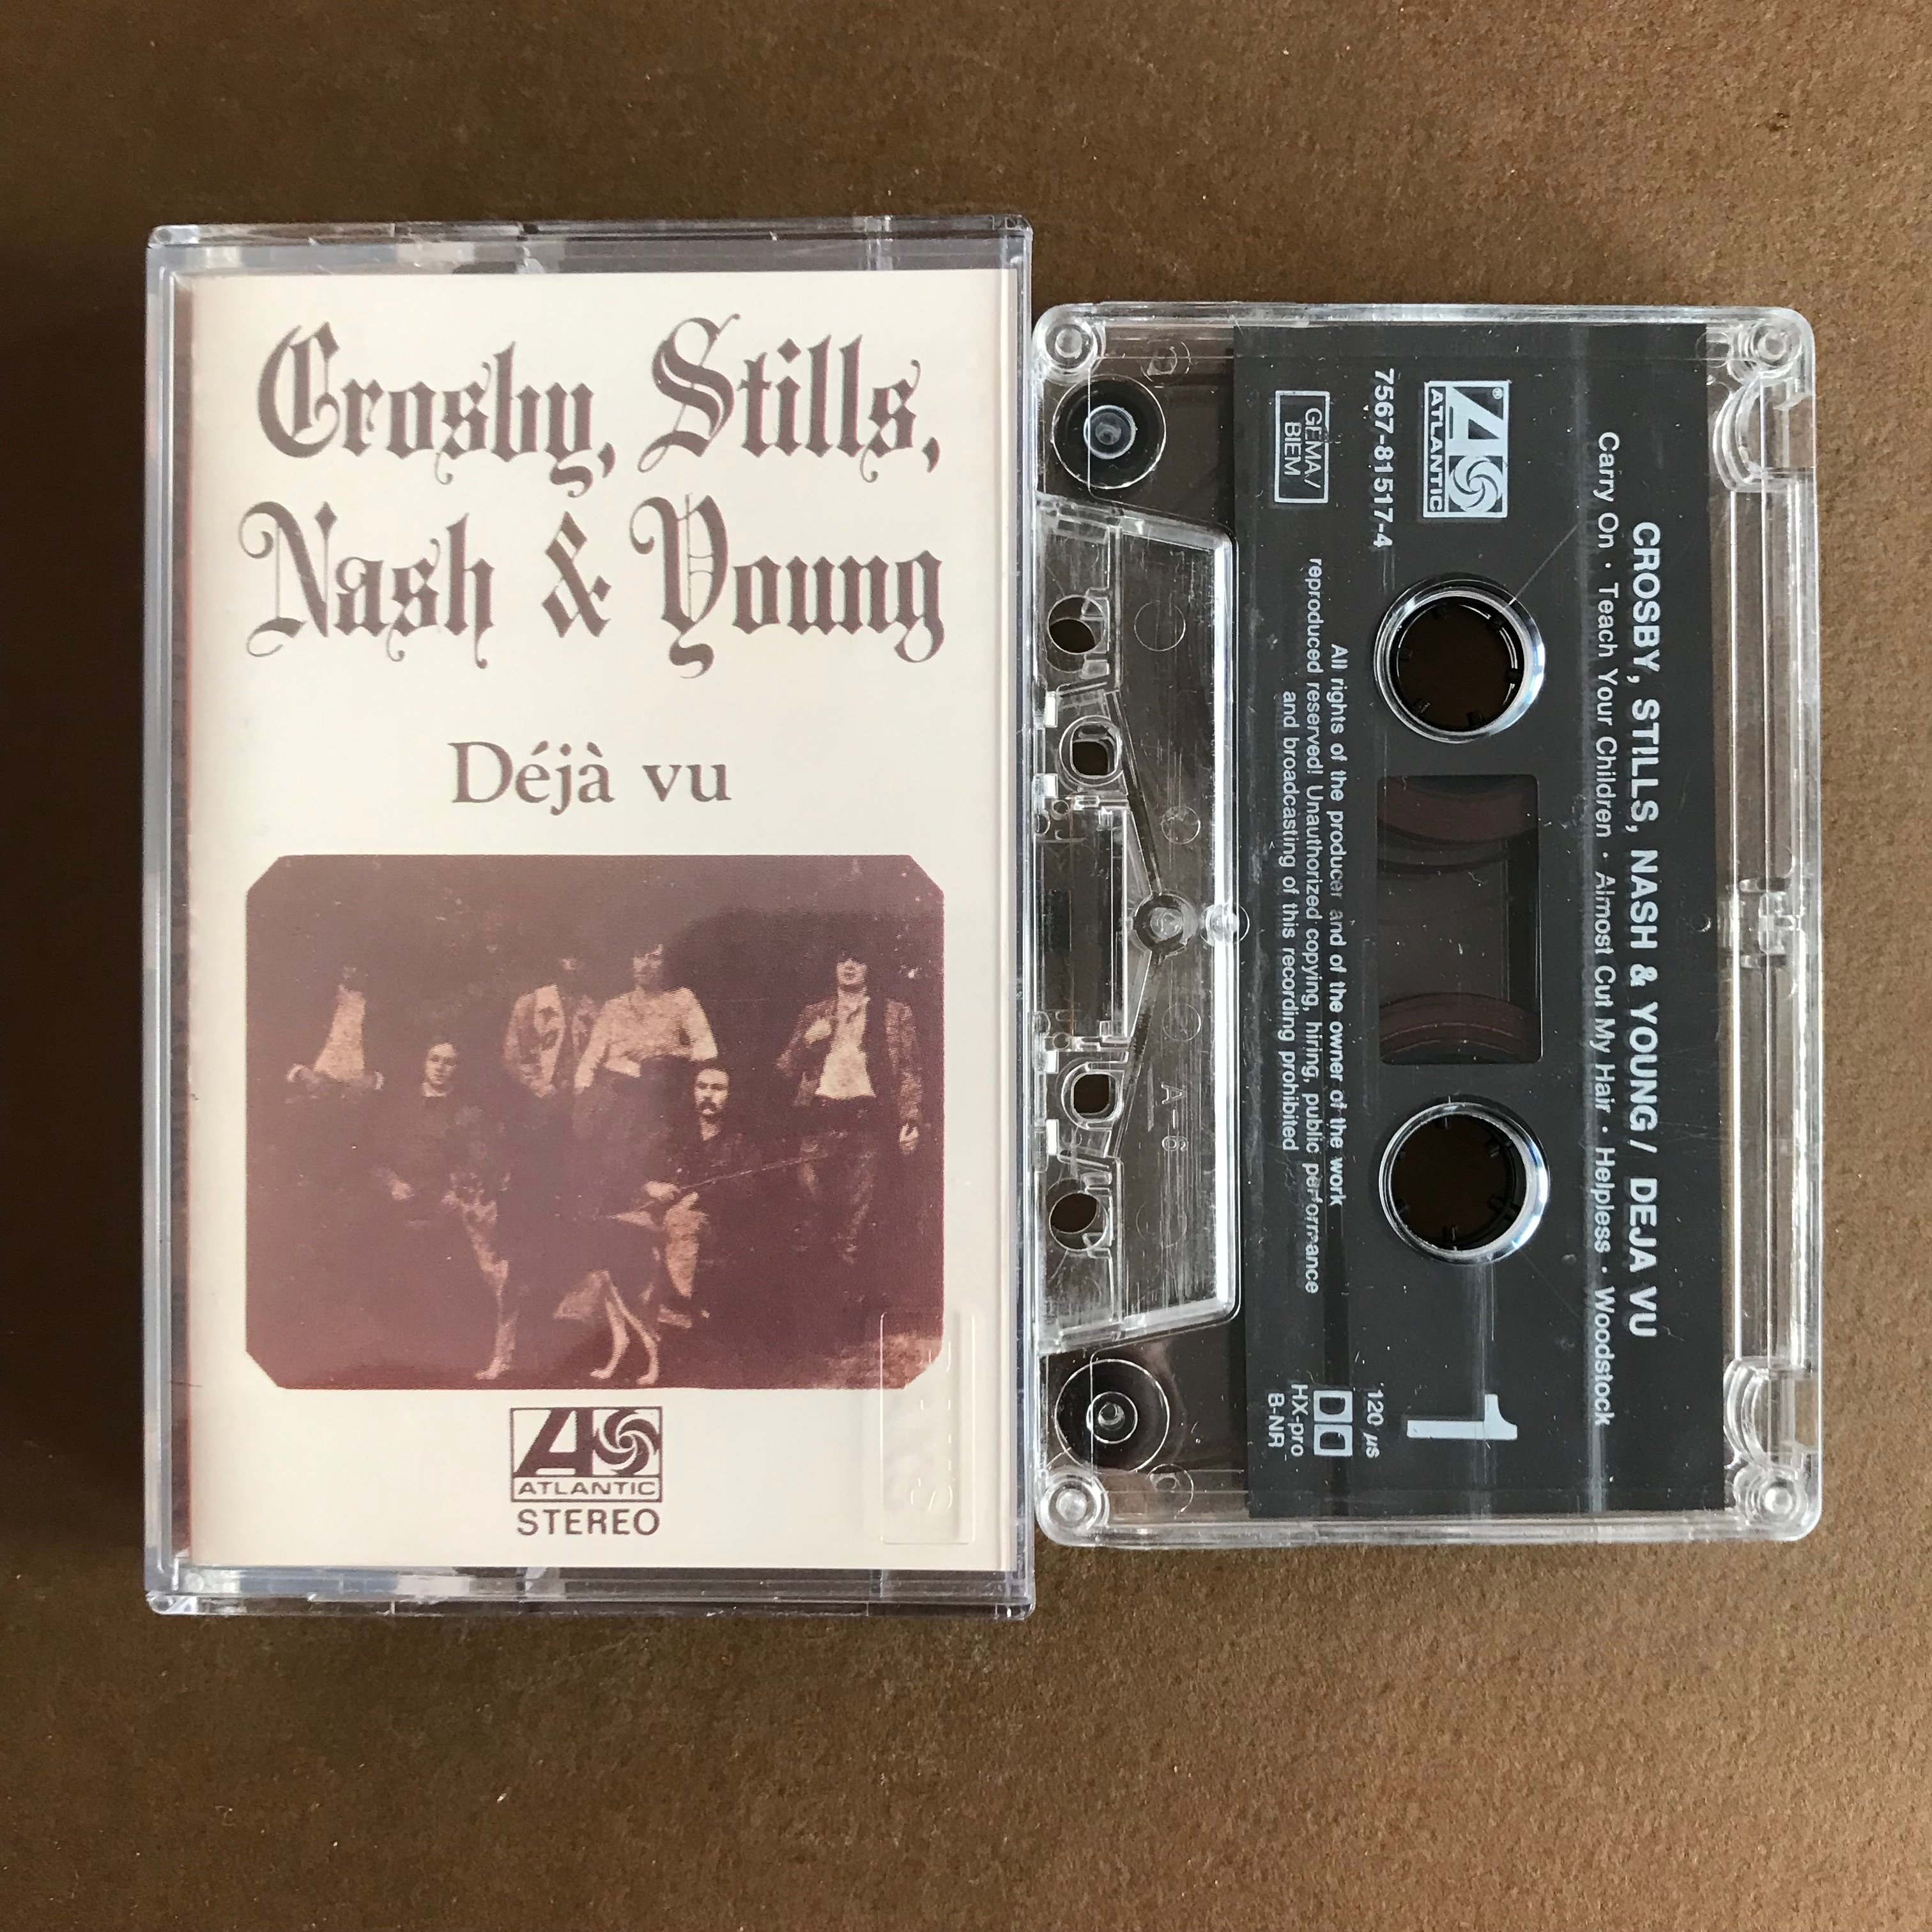 Crosby, Stills,
Nash & Young
Déjà vu
ATLANTIC
STEREO
CROSBY, STILLS, NASH & YOUNG / DEJA VU
Carry On · Teach Your Children · Almost Cut My Hair · Helpless · Woodstock
ATLANTIC
®
1
7567-81517-4
120 µs
HX-pro
B-NR
GEMA/
BIEM
All rights of the producer and of the owner of the work
reproduced reserved! Unauthorized copying, hiring, public performance
and broadcasting of this recording prohibited
A-6